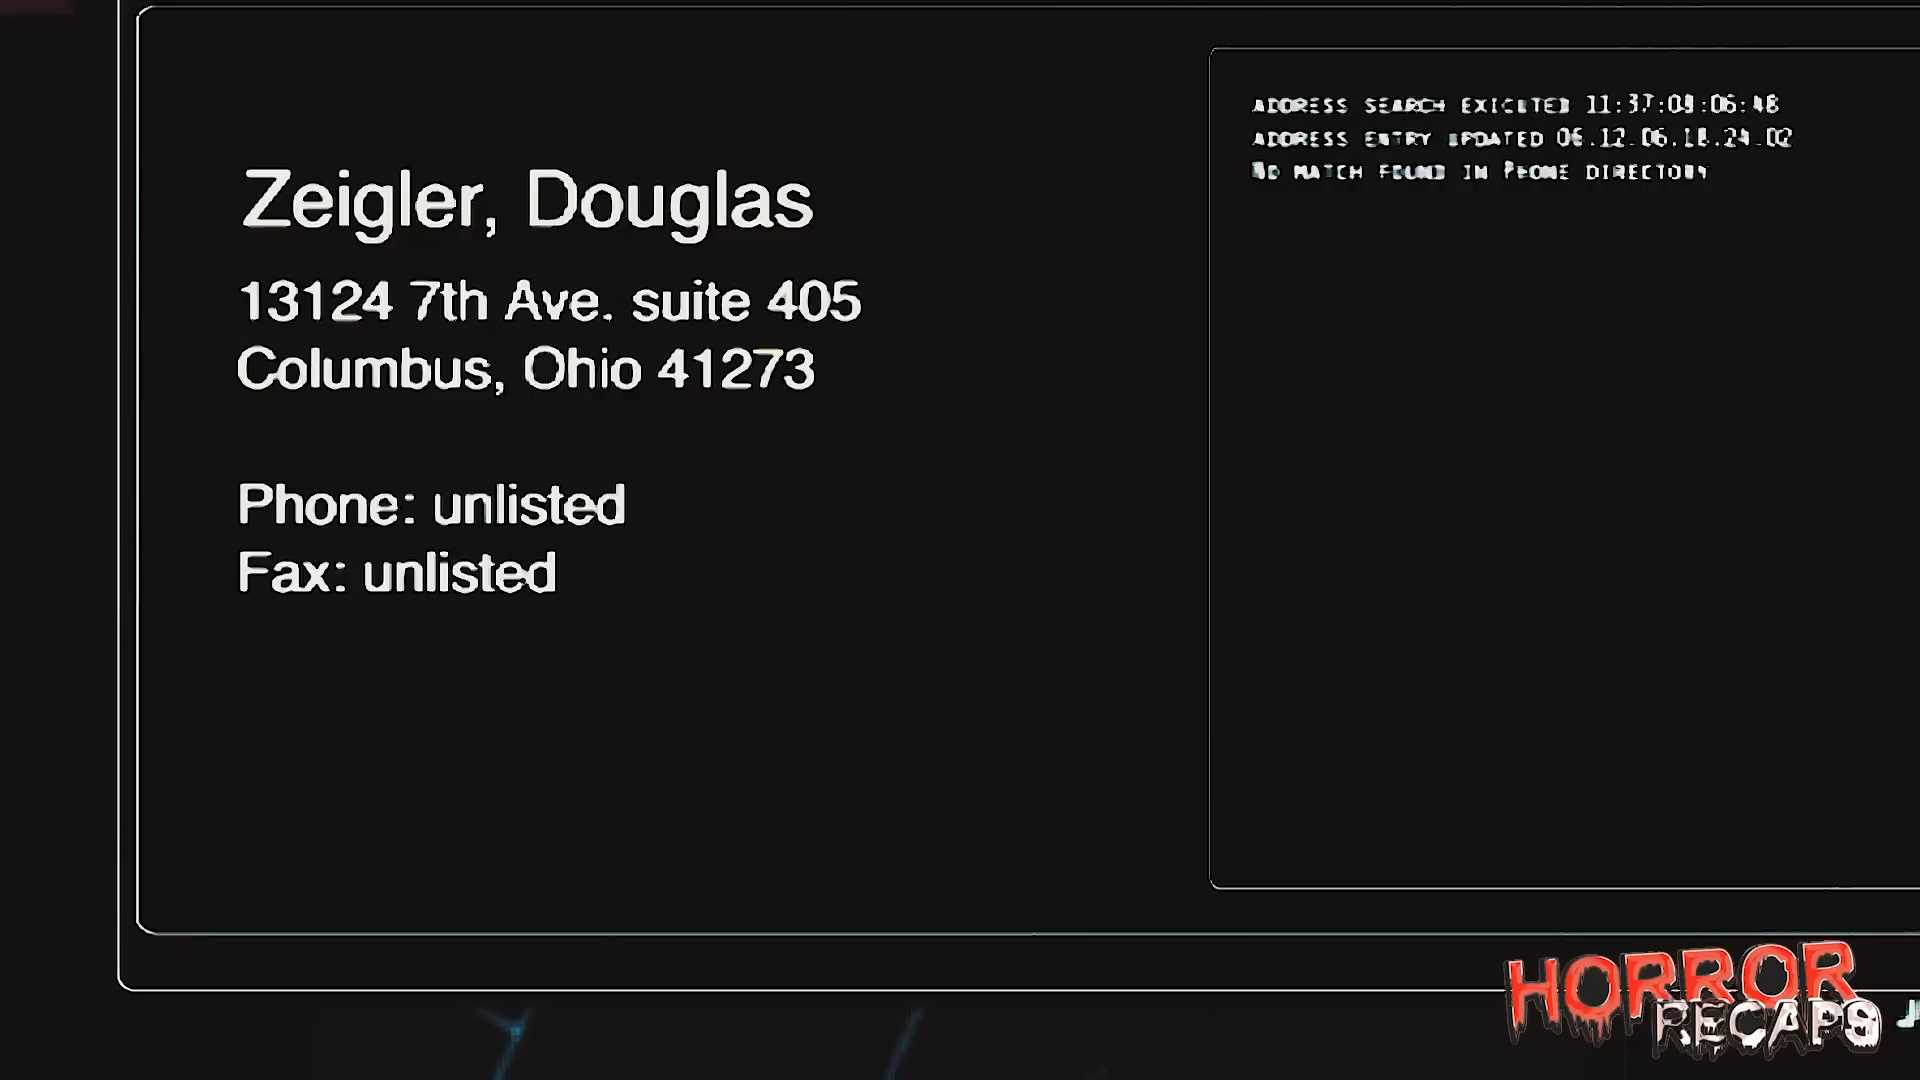 Zeigler, Douglas
13124 7th Ave. suite 405
Columbus, Ohio 41273
Phone: unlisted
Fax: unlisted
ADDRESS SEARCH EXICUTED
ADDRESS ENTRY UPDATED
NO MATCH FOUND IN PHONE DIRECTORY
HORROR
RECAPS